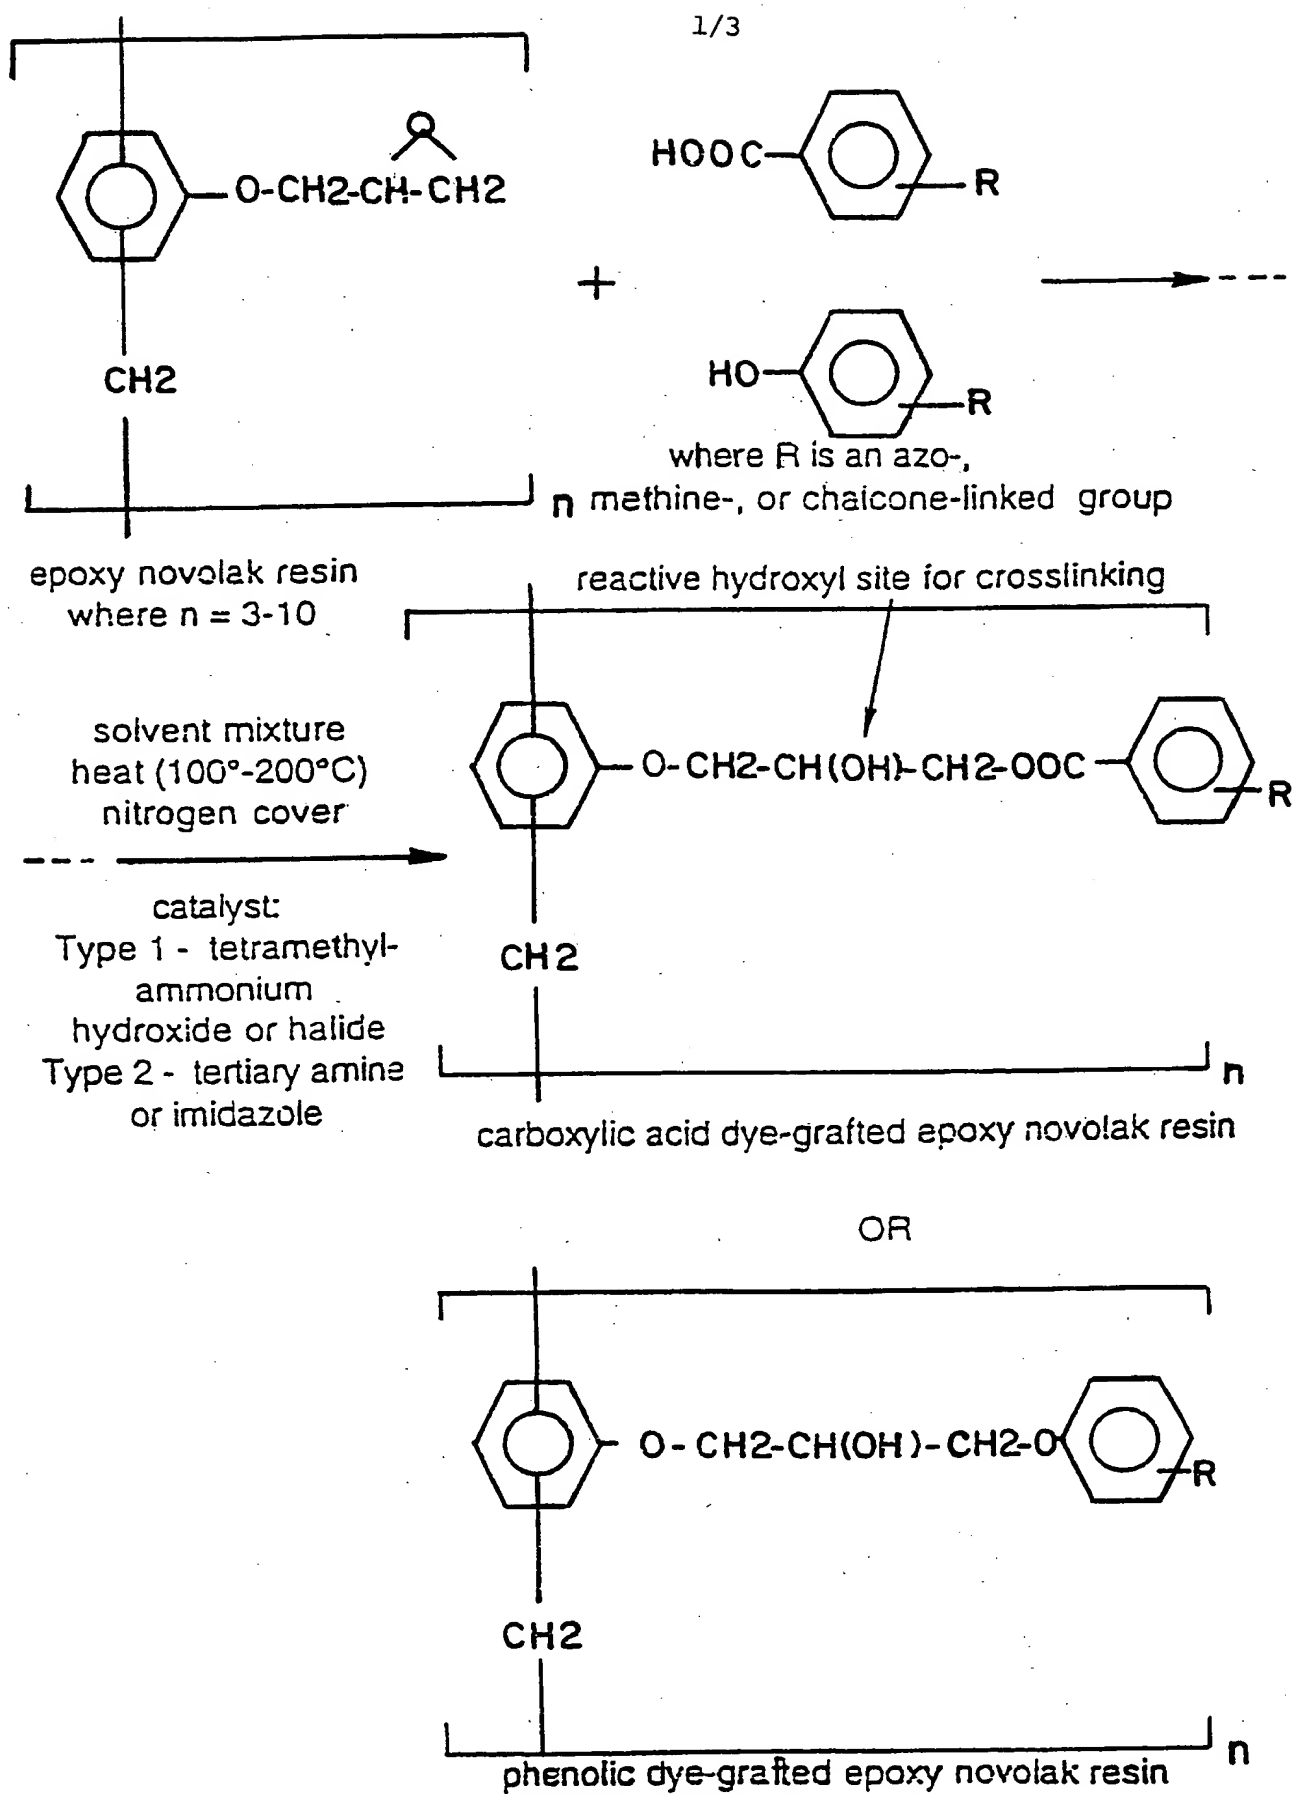 1/3
O
O-CH2-CH-CH2
HOOC
R
+
HO
R
CH2
where R is an azo-,
n methine-, or chalcone-linked group
epoxy novolak resin
where n = 3-10
reactive hydroxyl site for crosslinking
solvent mixture
heat (100°-200°C)
nitrogen cover
O-CH2-CH(OH)-CH2-OOC
R
catalyst:
Type 1 - tetramethyl-
ammonium
hydroxide or halide
Type 2 - tertiary amine
or imidazole
CH2
n
carboxylic acid dye-grafted epoxy novolak resin
OR
O-CH2-CH(OH)-CH2-O
R
CH2
n
phenolic dye-grafted epoxy novolak resin